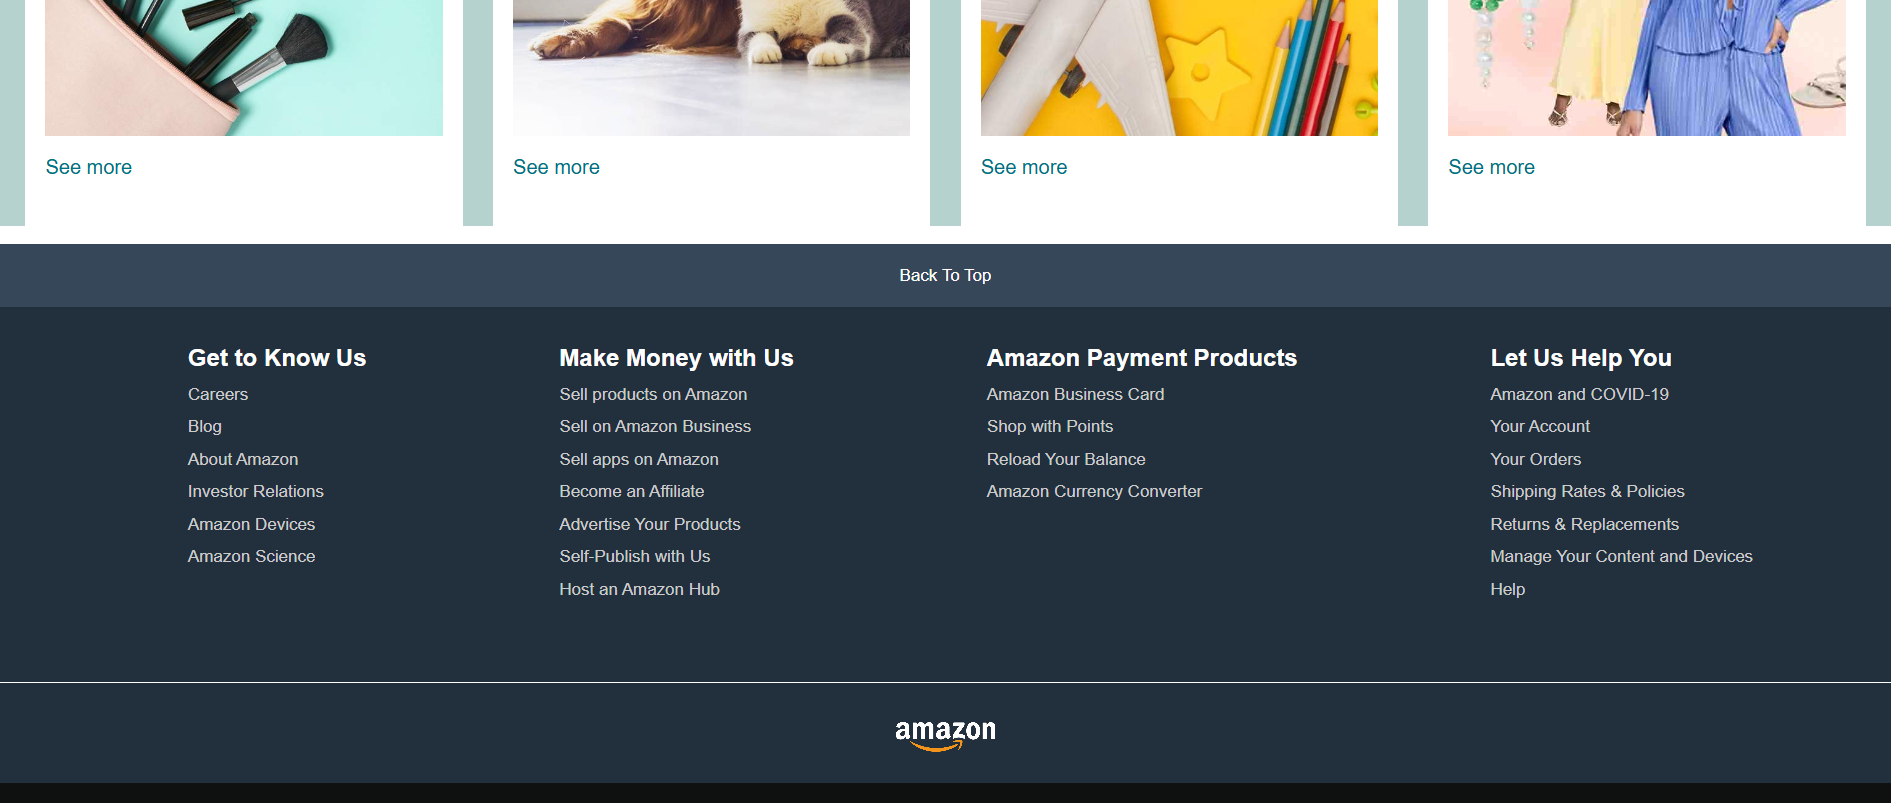 See more
See more
See more
See more
Back To Top
Get to Know Us
Careers
Blog
About Amazon
Investor Relations
Amazon Devices
Amazon Science
Make Money with Us
Sell products on Amazon
Sell on Amazon Business
Sell apps on Amazon
Become an Affiliate
Advertise Your Products
Self-Publish with Us
Host an Amazon Hub
Amazon Payment Products
Amazon Business Card
Shop with Points
Reload Your Balance
Amazon Currency Converter
Let Us Help You
Amazon and COVID-19
Your Account
Your Orders
Shipping Rates & Policies
Returns & Replacements
Manage Your Content and Devices
Help
amazon